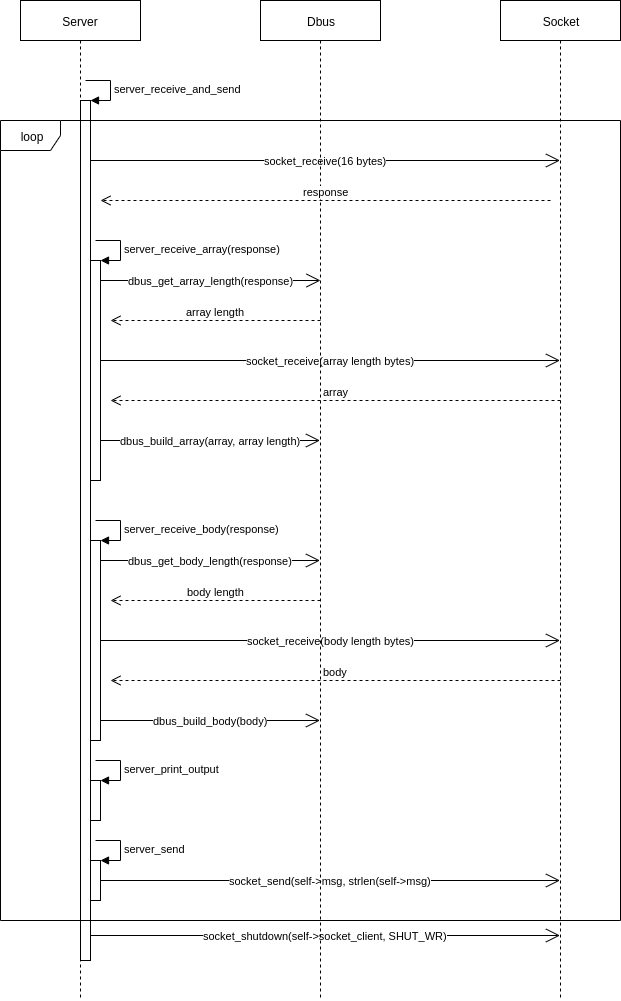 Server
Dbus
Socket
server_receive_and_send
loop
socket_receive(16 bytes)
response
server_receive_array(response)
dbus_get_array_length(response)
array length
socket_receive(array length bytes)
array
dbus_build_array(array, array length)
server_receive_body(response)
dbus_get_body_length(response)
body length
socket_receive(body length bytes)
body
dbus_build_body(body)
server_print_output
server_send
socket_send(self->msg, strlen(self->msg)
socket_shutdown(self->socket_client, SHUT_WR)